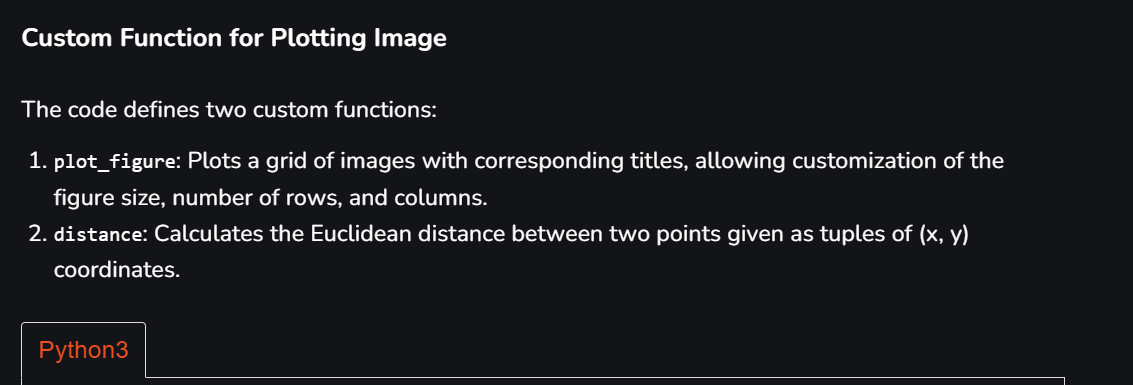 Custom Function for Plotting Image
The code defines two custom functions:
1. plot_figure: Plots a grid of images with corresponding titles, allowing customization of the
figure size, number of rows, and columns.
2. distance: Calculates the Euclidean distance between two points given as tuples of (x, y)
coordinates.
Python3